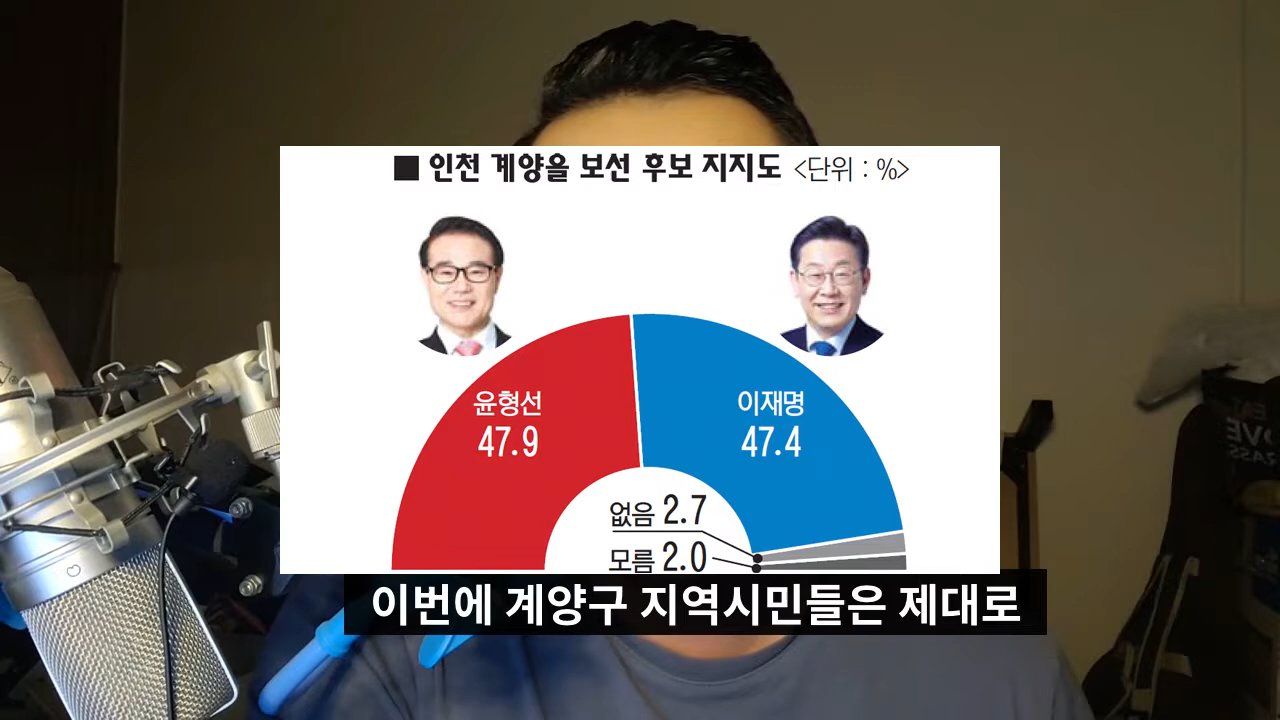 ■ 인천 계양을 보선 후보 지지도 <단위 : %>
윤형선
47.9
이재명
47.4
없음 2.7
모름 2.0
이번에 계양구 지역시민들은 제대로